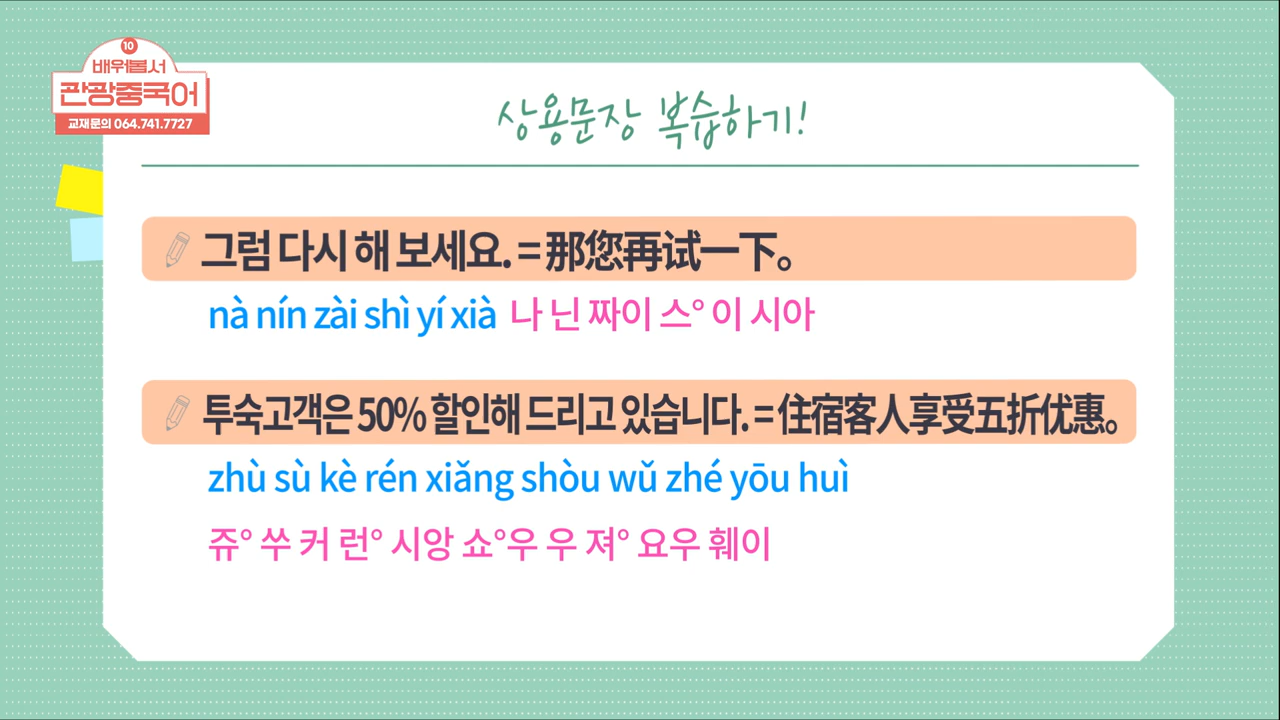 10
배워봅서
관광중국어
교재문의 064.741.7727
상용문장 복습하기!
그럼 다시 해 보세요. = 那您再试一下。
nà nín zài shì yí xià 나 닌 짜이 스° 이 시아
투숙고객은 50% 할인해 드리고 있습니다. = 住宿客人享受五折优惠。
zhù sù kè rén xiǎng shòu wǔ zhé yōu huì
쥬° 쑤 커 런° 시앙 쇼°우 우 져° 요우 훼이